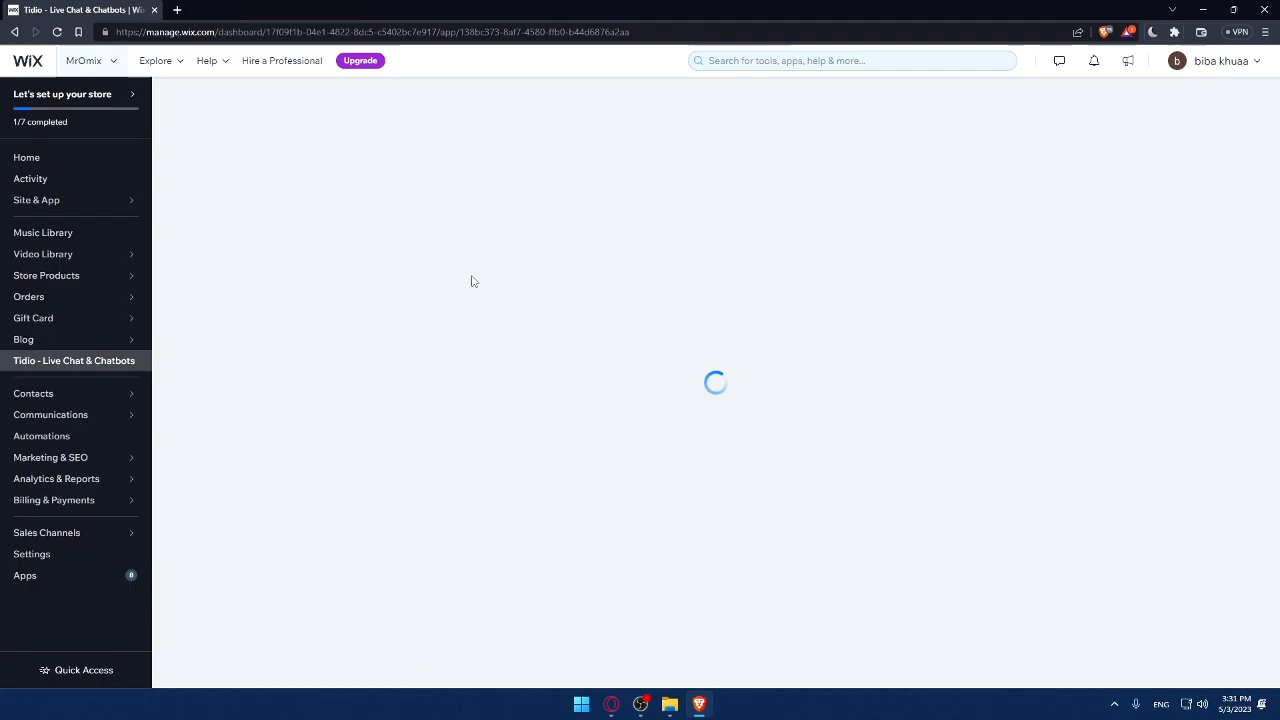 Tidio - Live Chat & Chatbots | Wix
https://manage.wix.com/dashboard/17f09f1b-04e1-4822-8dc5-c5402bc7e917/app/138bc373-8af7-4580-ffb0-b44d6876a2aa
VPN
WiX
MrOmix
Explore
Help
Hire a Professional
Upgrade
Search for tools, apps, help & more...
b
biba khuaa
Let's set up your store
1/7 completed
Home
Activity
Site & App
Music Library
Video Library
Store Products
Orders
Gift Card
Blog
Tidio - Live Chat & Chatbots
Contacts
Communications
Automations
Marketing & SEO
Analytics & Reports
Billing & Payments
Sales Channels
Settings
Apps
8
Quick Access
ENG
3:31 PM
5/3/2023